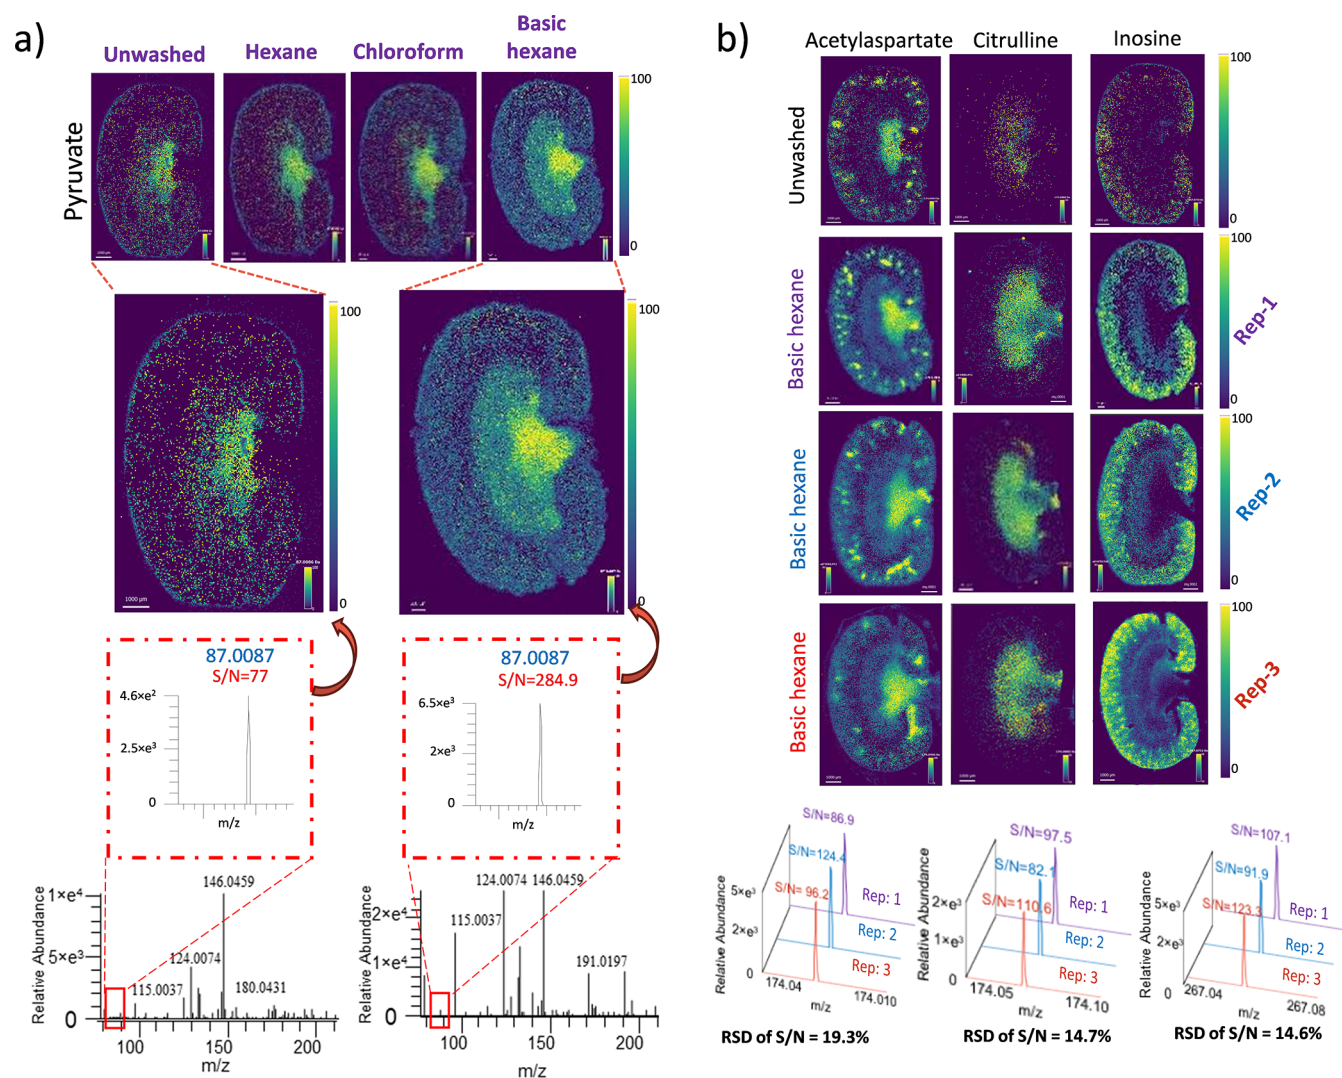 a)
Unwashed
Hexane
Chloroform
Basic
hexane
Pyruvate
100
0
100
0
1000 µm
87.0086 Da
100
0
87.0087
S/N=77
4.6×e²
2.5×e³
0
m/z
87.0087
S/N=284.9
6.5×e³
2×e³
0
m/z
Relative Abundance
1×e⁴
5×e³
0
146.0459
124.0074
115.0037
180.0431
100
150
200
m/z
Relative Abundance
2×e⁴
1×e⁴
0
124.0074
146.0459
115.0037
191.0197
100
150
200
m/z
b)
Acetylaspartate
Citrulline
Inosine
Unwashed
100
0
Basic hexane
100
0
Rep-1
Basic hexane
100
0
Rep-2
Basic hexane
1000 µm
1000 µm
1000 µm
100
0
Rep-3
Relative Abundance
5×e³
2×e³
0
S/N=86.9
S/N=124.4
S/N= 96.2
Rep: 1
Rep: 2
Rep: 3
174.04
174.010
m/z
RSD of S/N = 19.3%
Relative Abundance
2×e³
1×e³
0
S/N=97.5
S/N=82.1
S/N=110.6
Rep: 1
Rep: 2
Rep: 3
174.05
174.10
m/z
RSD of S/N = 14.7%
Relative Abundance
5×e³
2×e³
0
S/N=107.1
S/N=91.9
S/N=123.3
Rep: 1
Rep: 2
Rep: 3
267.04
267.08
m/z
RSD of S/N = 14.6%